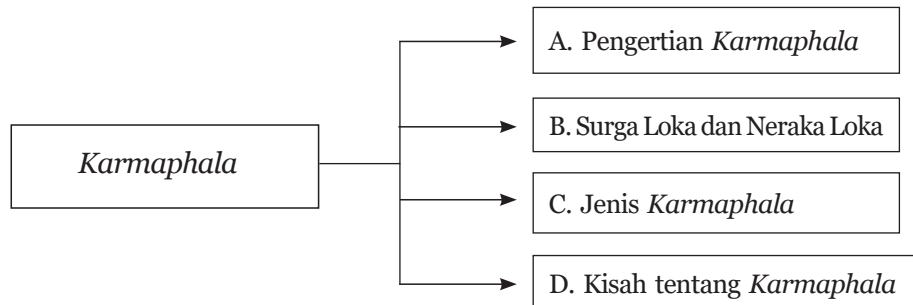 A. Pengertian Karmaphala
B. Surga Loka dan Neraka Loka
Karmaphala
C. Jenis Karmaphala
D. Kisah tentang Karmaphala